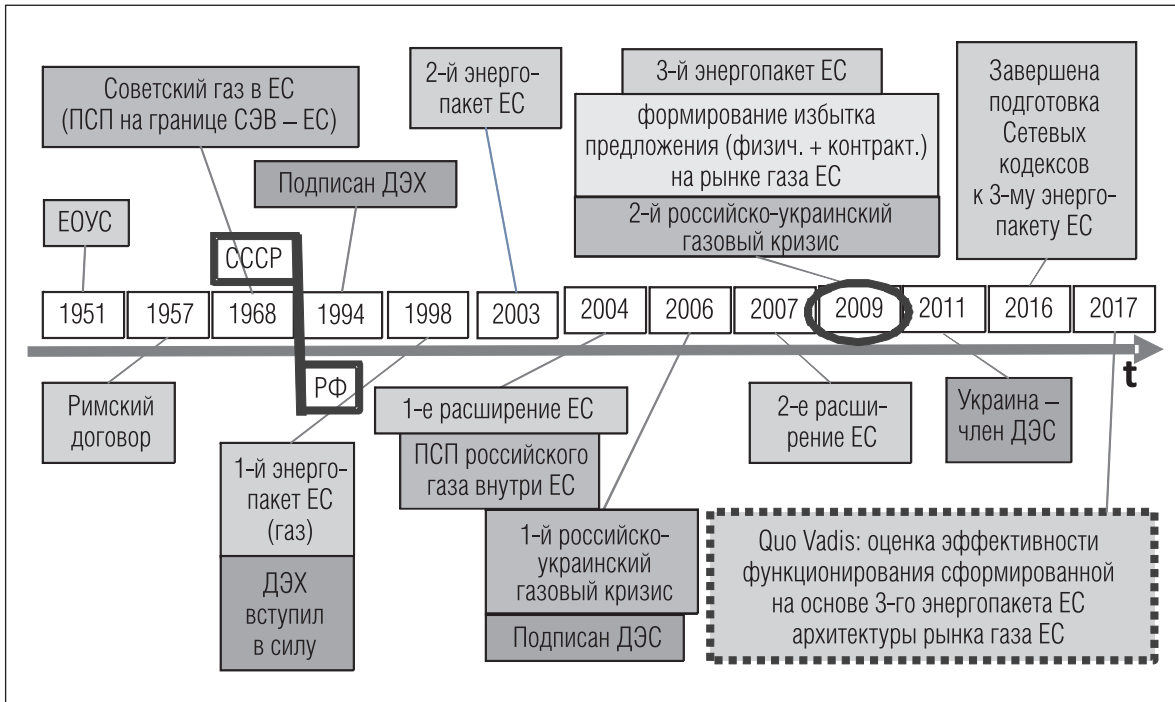 Советский газ в ЕС
(ПСП на границе СЭВ – ЕС)
2-й энерго-
пакет ЕС
3-й энергопакет ЕС
формирование избытка
предложения (физич. + контракт.)
на рынке газа ЕС
2-й российско-украинский
газовый кризис
Завершена
подготовка
Сетевых
кодексов
к 3-му энерго-
пакету ЕС
Подписан ДЭХ
ЕОУС
СССР
1951
1957
1968
1994
1998
2003
2004
2006
2007
2009
2011
2016
2017
t
РФ
Римский
договор
1-й энерго-
пакет ЕС
(газ)
ДЭХ
вступил
в силу
1-е расширение ЕС
ПСП российского
газа внутри ЕС
1-й российско-
украинский
газовый кризис
Подписан ДЭС
2-е расши-
рение ЕС
Украина –
член ДЭС
Quo Vadis: оценка эффективности
функционирования сформированной
на основе 3-го энергопакета ЕС
архитектуры рынка газа ЕС